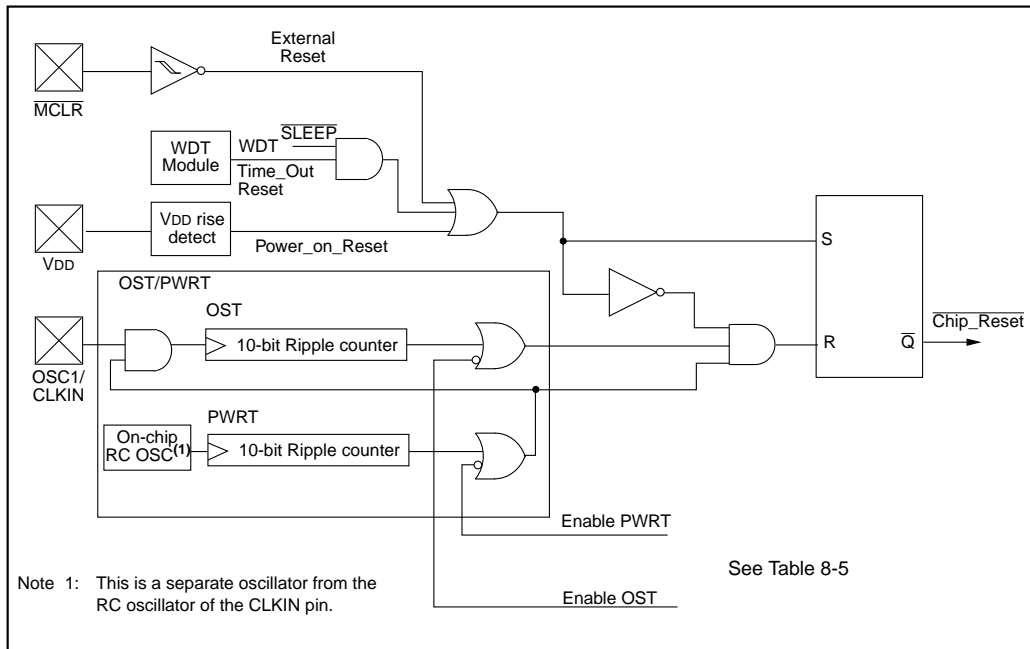 External
Reset
MCLR
SLEEP
WDT
Module
WDT
Time_Out
Reset
VDD rise
detect
VDD
Power_on_Reset
S
OST/PWRT
OST
10-bit Ripple counter
OSC1/
CLKIN
R
Q
Chip_Reset
PWRT
On-chip
RC OSC(1)
10-bit Ripple counter
Enable PWRT
See Table 8-5
Note 1: This is a separate oscillator from the
RC oscillator of the CLKIN pin.
Enable OST